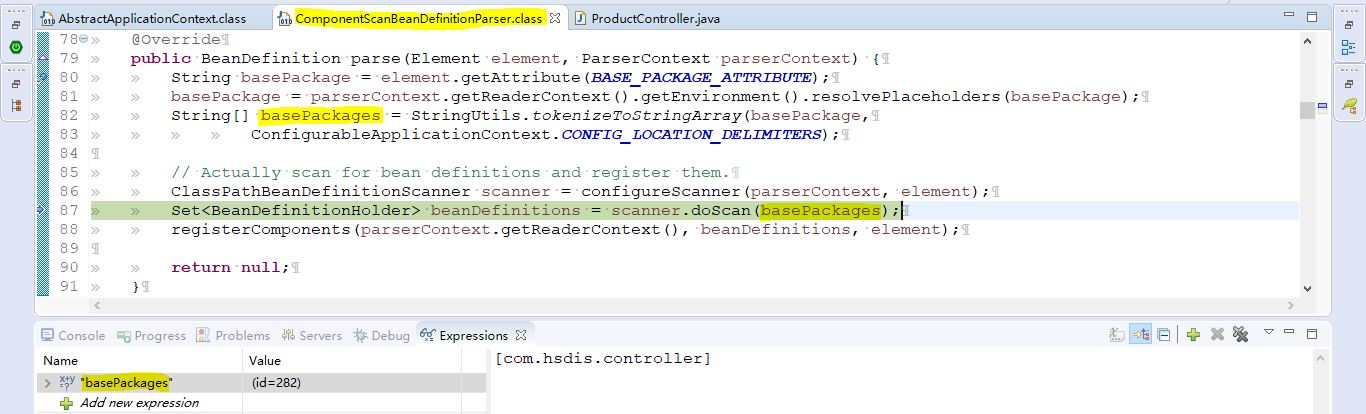 AbstractApplicationContext.class ComponentScanBeanDefinitionParser.class ProductController.java
78 @Override
79 public BeanDefinition parse(Element element, ParserContext parserContext) {
80 String basePackage = element.getAttribute(BASE_PACKAGE_ATTRIBUTE);
81 basePackage = parserContext.getReaderContext().getEnvironment().resolvePlaceholders(basePackage);
82 String[] basePackages = StringUtils.tokenizeToStringArray(basePackage,
83 ConfigurableApplicationContext.CONFIG_LOCATION_DELIMITERS);
84
85 // Actually scan for bean definitions and register them.
86 ClassPathBeanDefinitionScanner scanner = configureScanner(parserContext, element);
87 Set<BeanDefinitionHolder> beanDefinitions = scanner.doScan(basePackages);
88 registerComponents(parserContext.getReaderContext(), beanDefinitions, element);
89
90 return null;
91 }
Console Progress Problems Servers Debug Expressions
Name Value [com.hsdis.controller]
"basePackages" (id=282)
Add new expression